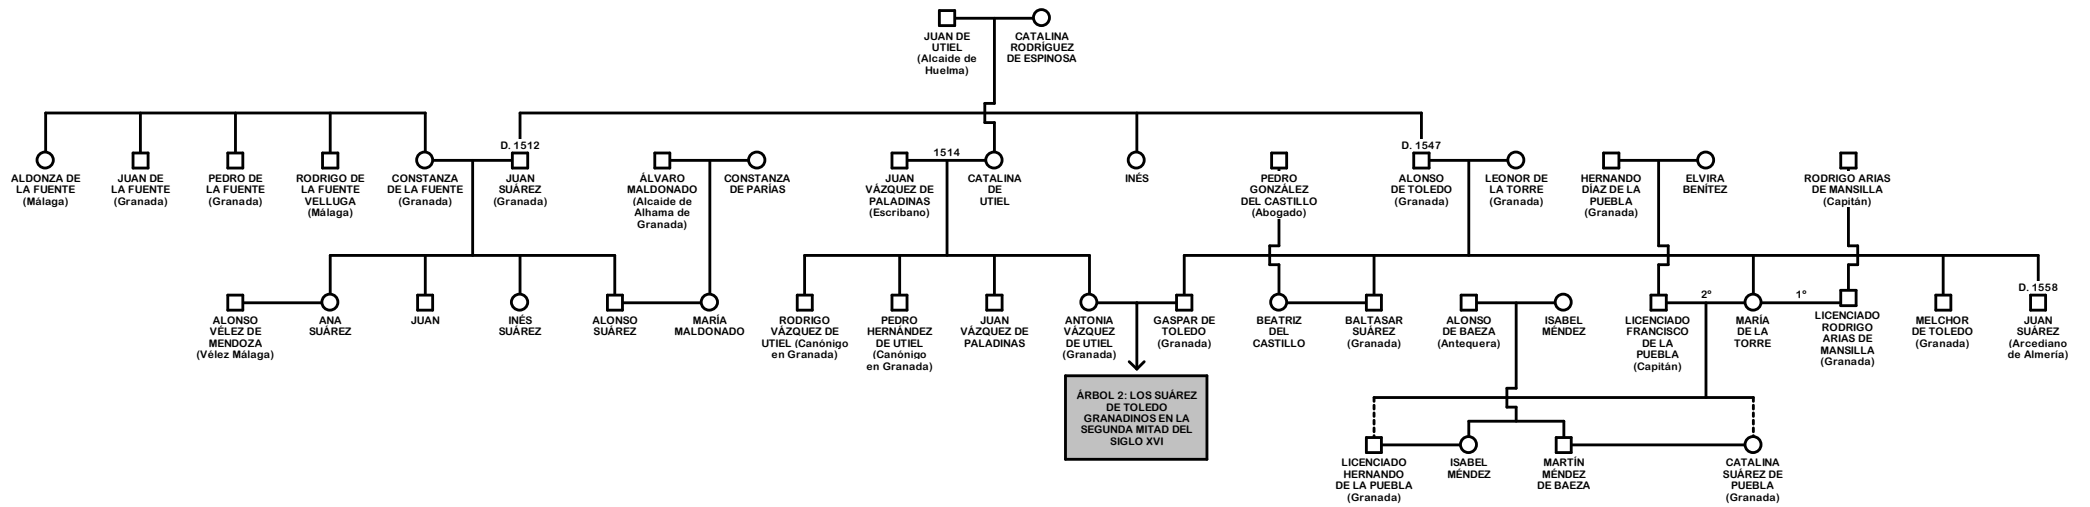 JUAN DE
UTIEL
(Alcaide de
Huelma)
CATALINA
RODRÍGUEZ
DE ESPINOSA
ALDONZA DE
LA FUENTE
(Málaga)
JUAN DE
LA FUENTE
(Granada)
PEDRO DE
LA FUENTE
(Granada)
RODRIGO DE
LA FUENTE
VELLUGA
(Málaga)
CONSTANZA
DE LA FUENTE
(Granada)
D. 1512
JUAN
SUÁREZ
(Granada)
ÁLVARO
MALDONADO
(Alcaide de
Alhama de
Granada)
CONSTANZA
DE PARÍAS
JUAN
VÁZQUEZ DE
PALADINAS
(Escribano)
1514
CATALINA
DE
UTIEL
INÉS
PEDRO
GONZÁLEZ
DEL CASTILLO
(Abogado)
D. 1547
ALONSO
DE TOLEDO
(Granada)
LEONOR DE
LA TORRE
(Granada)
HERNANDO
DÍAZ DE LA
PUEBLA
(Granada)
ELVIRA
BENÍTEZ
RODRIGO ARIAS
DE MANSILLA
(Capitán)
ALONSO
VÉLEZ DE
MENDOZA
(Vélez Málaga)
ANA
SUÁREZ
JUAN
INÉS
SUÁREZ
ALONSO
SUÁREZ
MARÍA
MALDONADO
RODRIGO
VÁZQUEZ DE
UTIEL (Canónigo
en Granada)
PEDRO
HERNÁNDEZ
DE UTIEL
(Canónigo
en Granada)
JUAN
VÁZQUEZ DE
PALADINAS
ANTONIA
VÁZQUEZ
DE UTIEL
(Granada)
GASPAR DE
TOLEDO
(Granada)
BEATRIZ
DEL
CASTILLO
BALTASAR
SUÁREZ
(Granada)
ALONSO
DE BAEZA
(Antequera)
ISABEL
MÉNDEZ
LICENCIADO
FRANCISCO
DE LA
PUEBLA
(Capitán)
2º
MARÍA
DE LA
TORRE
1º
LICENCIADO
RODRIGO
ARIAS DE
MANSILLA
(Granada)
MELCHOR
DE TOLEDO
(Granada)
D. 1558
JUAN
SUÁREZ
(Arcediano
de Almería)
ÁRBOL 2: LOS SUÁREZ
DE TOLEDO
GRANADINOS EN LA
SEGUNDA MITAD DEL
SIGLO XVI
LICENCIADO
HERNANDO
DE LA PUEBLA
(Granada)
ISABEL
MÉNDEZ
MARTÍN
MÉNDEZ
DE BAEZA
CATALINA
SUÁREZ DE
PUEBLA
(Granada)